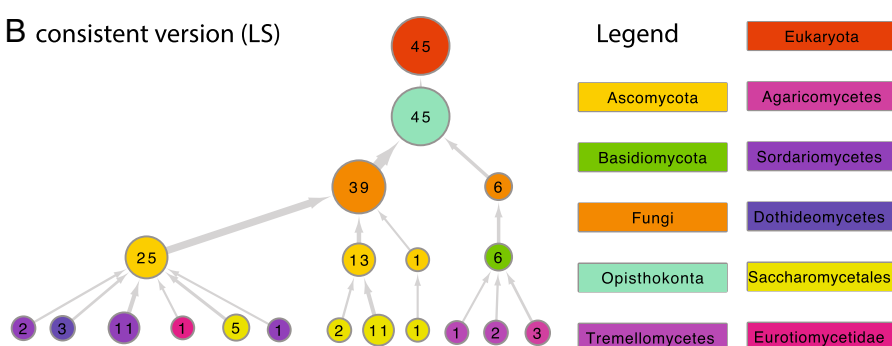 B consistent version (LS)
45
Legend
Eukaryota
Ascomycota
Agaricomycetes
45
Basidiomycota
Sordariomycetes
39
6
Fungi
Dothideomycetes
25
13
1
6
Opisthokonta
Saccharomycetales
2
3
11
1
5
1
2
11
1
1
2
3
Tremellomycetes
Eurotiomycetidae